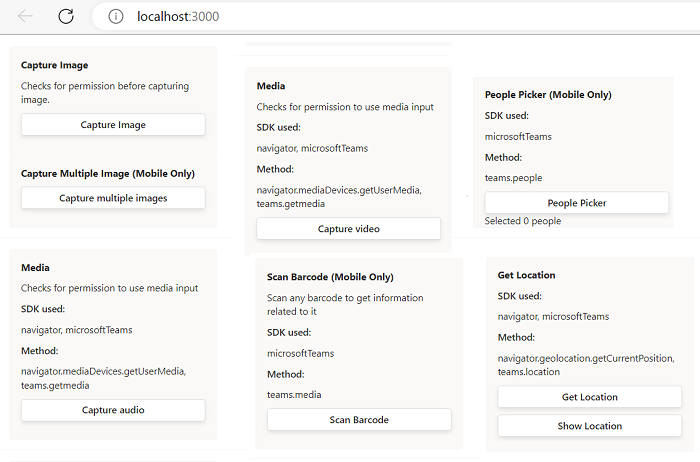 localhost:3000
Capture Image
Checks for permission before capturing
image.
Capture Image
Capture Multiple Image (Mobile Only)
Capture multiple images
Media
Checks for permission to use media input
SDK used:
navigator, microsoftTeams
Method:
navigator.mediaDevices.getUserMedia,
teams.getmedia
Capture video
People Picker (Mobile Only)
SDK used:
microsoftTeams
Method:
teams.people
People Picker
Selected 0 people
Media
Checks for permission to use media input
SDK used:
navigator, microsoftTeams
Method:
navigator.mediaDevices.getUserMedia,
teams.getmedia
Capture audio
Scan Barcode (Mobile Only)
Scan any barcode to get information
related to it
SDK used:
microsoftTeams
Method:
teams.media
Scan Barcode
Get Location
SDK used:
navigator, microsoftTeams
Method:
navigator.geolocation.getCurrentPosition,
teams.location
Get Location
Show Location